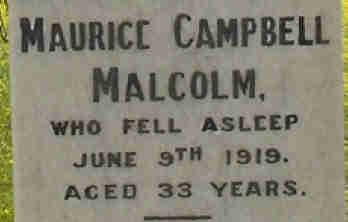 MAURICE CAMPBELL
MALCOLM,
WHO FELL ASLEEP
JUNE 9TH 1919.
AGED 33 YEARS.